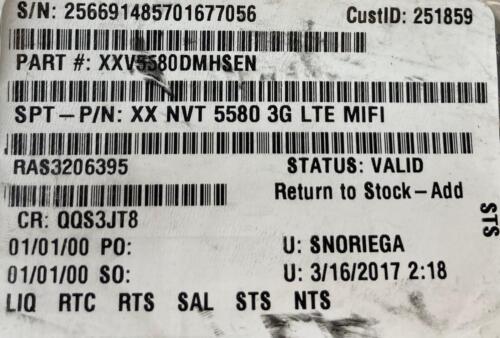 S/N: 256691485701677056 CustID: 251859
PART #: XXV5580DMHSEN
SPT-P/N: XX NVT 5580 3G LTE MIFI
RAS3206395 STATUS: VALID
Return to Stock-Add
CR: QQS3JT8
STS
01/01/00 PO: U: SNORIEGA
01/01/00 SO: U: 3/16/2017 2:18
LIQ RTC RTS SAL STS NTS